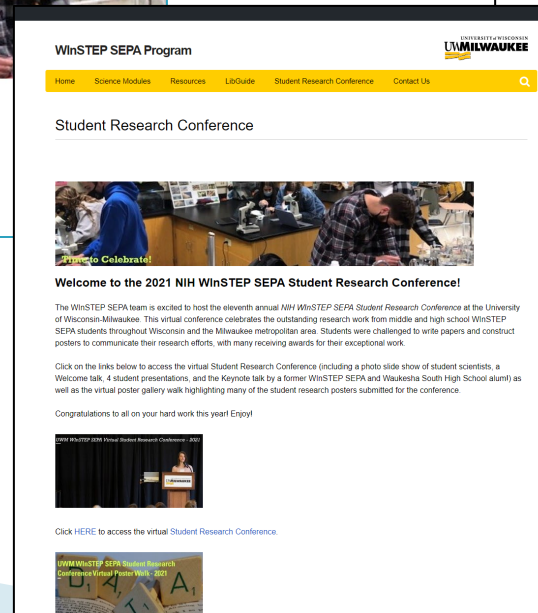 WInSTEP SEPA Program
UNIVERSITY of WISCONSIN
UWMILWAUKEE
Home Science Modules Resources LibGuide Student Research Conference Contact Us
Student Research Conference
Time to Celebrate!
Welcome to the 2021 NIH WInSTEP SEPA Student Research Conference!
The WInSTEP SEPA team is excited to host the eleventh annual NIH WInSTEP SEPA Student Research Conference at the University
of Wisconsin-Milwaukee. This virtual conference celebrates the outstanding research work from middle and high school WInSTEP
SEPA students throughout Wisconsin and the Milwaukee metropolitan area. Students were challenged to write papers and construct
posters to communicate their research efforts, with many receiving awards for their exceptional work.
Click on the links below to access the virtual Student Research Conference (including a photo slide show of student scientists, a
Welcome talk, 4 student presentations, and the Keynote talk by a former WInSTEP SEPA and Waukesha South High School alum!) as
well as the virtual poster gallery walk highlighting many of the student research posters submitted for the conference.
Congratulations to all on your hard work this year! Enjoy!
UWM WInSTEP SEPA Virtual Student Research Conference - 2021
Click HERE to access the virtual Student Research Conference.
UWM WInSTEP SEPA Student Research
Conference Virtual Poster Walk - 2021
D A T A